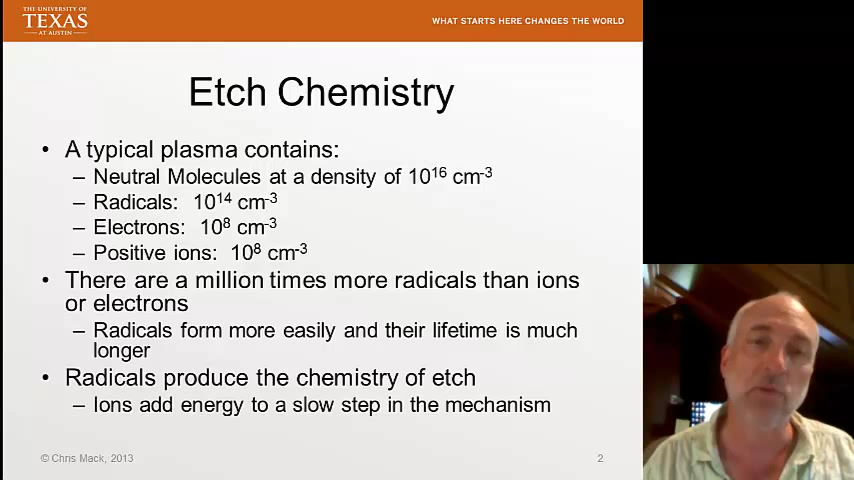 THE UNIVERSITY OF
TEXAS
AT AUSTIN
WHAT STARTS HERE CHANGES THE WORLD
Etch Chemistry
• A typical plasma contains:
– Neutral Molecules at a density of 10¹⁶ cm⁻³
– Radicals: 10¹⁴ cm⁻³
– Electrons: 10⁸ cm⁻³
– Positive ions: 10⁸ cm⁻³
• There are a million times more radicals than ions
or electrons
– Radicals form more easily and their lifetime is much
longer
• Radicals produce the chemistry of etch
– Ions add energy to a slow step in the mechanism
© Chris Mack, 2013
2